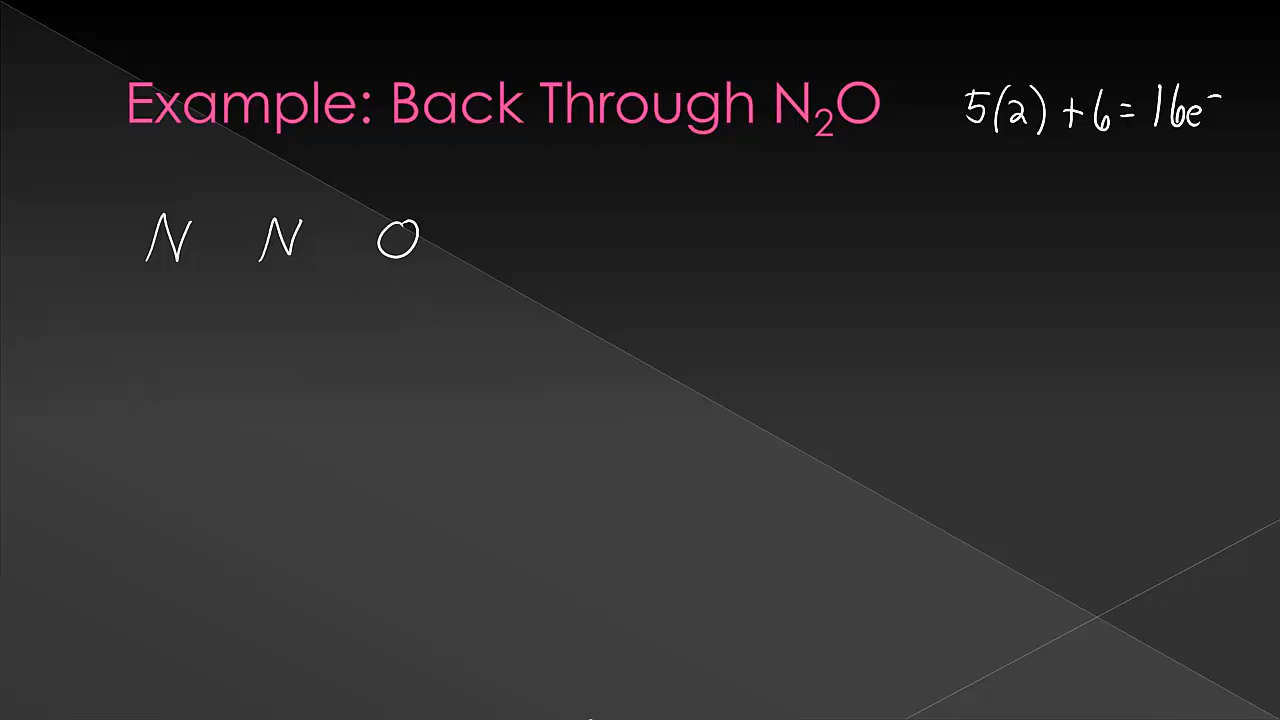 Example: Back Through N₂O
5(2) + 6 = 16e⁻
N N O